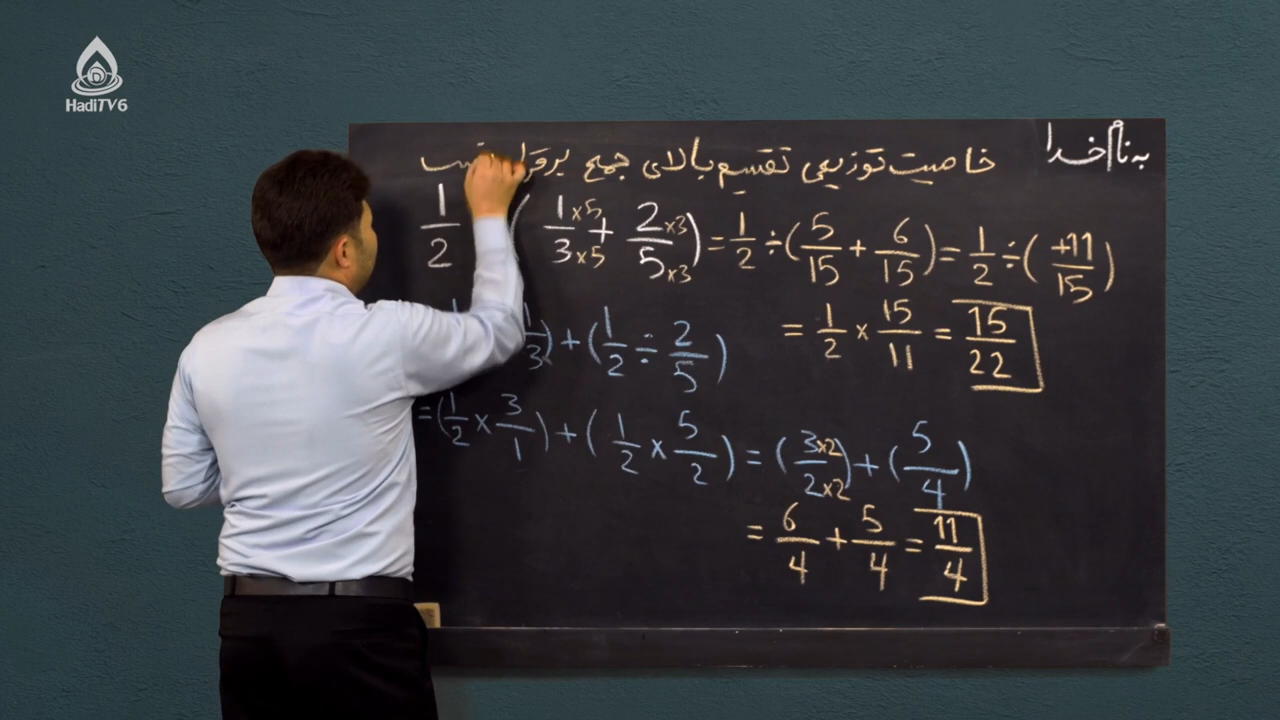 HadiTV6
به نام خدا
خاصیت توزیعی تقسیم بالای جمع برقرار
1/2 ( 1×5/3×5 + 2×3/5×3 ) = 1/2 ÷ ( 5/15 + 6/15 ) = 1/2 ÷ ( +11/15 )
= 1/2 × 15/11 = 15/22
1/3 ) + ( 1/2 ÷ 2/5 )
= ( 1/2 × 3/1 ) + ( 1/2 × 5/2 ) = ( 3×2/2×2 ) + ( 5/4 )
= 6/4 + 5/4 = 11/4